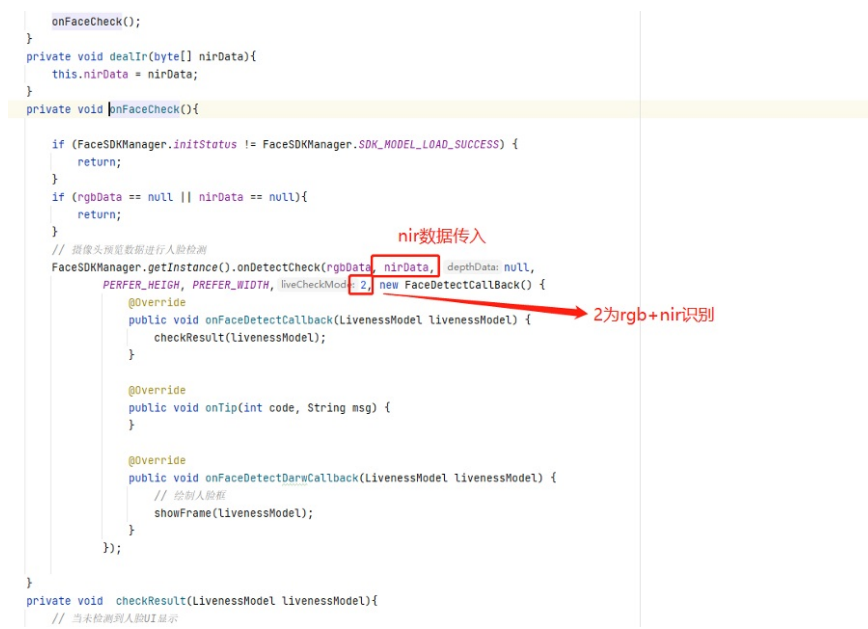 onFaceCheck();
}
private void dealIr(byte[] nirData){
this.nirData = nirData;
}
private void onFaceCheck(){
if (FaceSDKManager.initStatus != FaceSDKManager.SDK_MODEL_LOAD_SUCCESS) {
return;
}
if (rgbData == null || nirData == null){
return;
}
nir数据传入
// 摄像头预览数据进行人脸检测
FaceSDKManager.getInstance().onDetectCheck(rgbData, nirData, depthData: null,
PERFER_HEIGH, PREFER_WIDTH, liveCheckMode: 2, new FaceDetectCallBack() {
@Override
public void onFaceDetectCallback(LivenessModel livenessModel) {
2为rgb+nir识别
checkResult(livenessModel);
}
@Override
public void onTip(int code, String msg) {
}
@Override
public void onFaceDetectDarwCallback(LivenessModel livenessModel) {
// 绘制人脸框
showFrame(livenessModel);
}
});
}
private void checkResult(LivenessModel livenessModel){
// 当未检测到人脸UI显示